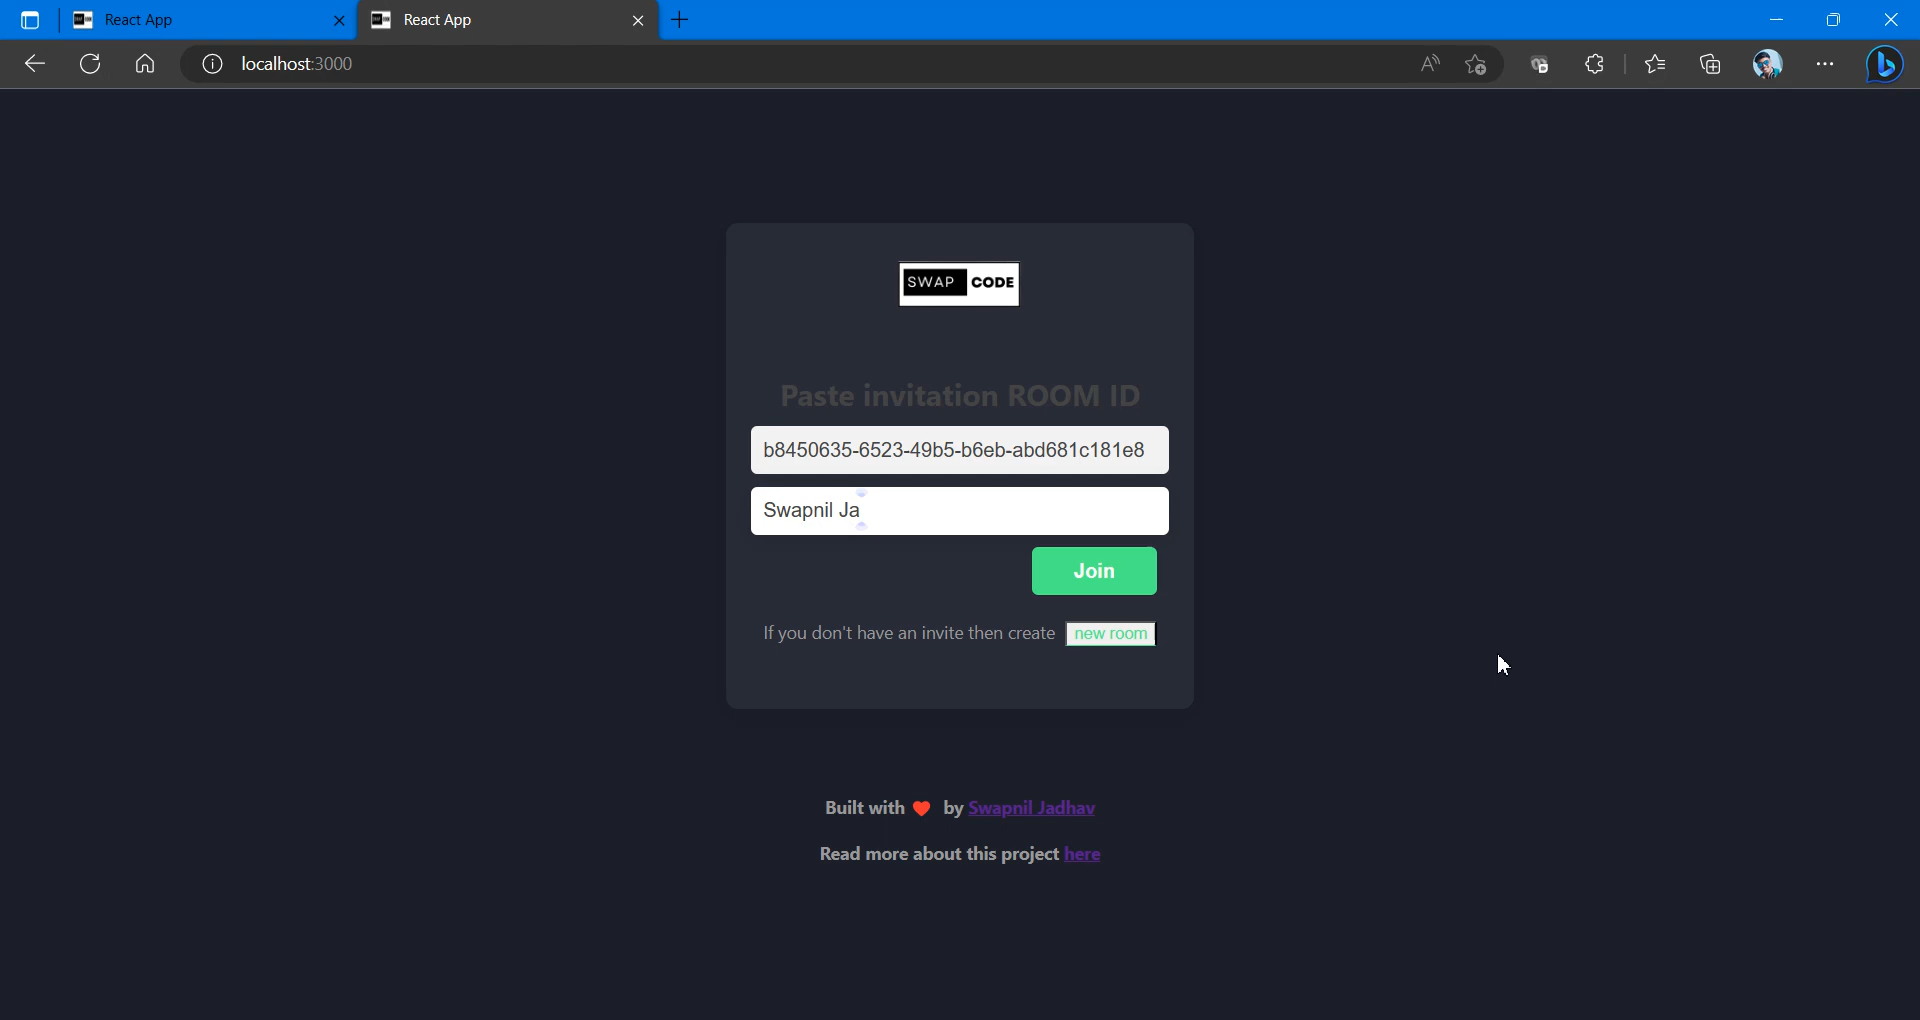 React App
React App
localhost:3000
SWAP CODE
Paste invitation ROOM ID
b8450635-6523-49b5-b6eb-abd681c181e8
Swapnil Ja
Join
If you don't have an invite then create new room
Built with ❤ by Swapnil Jadhav
Read more about this project here